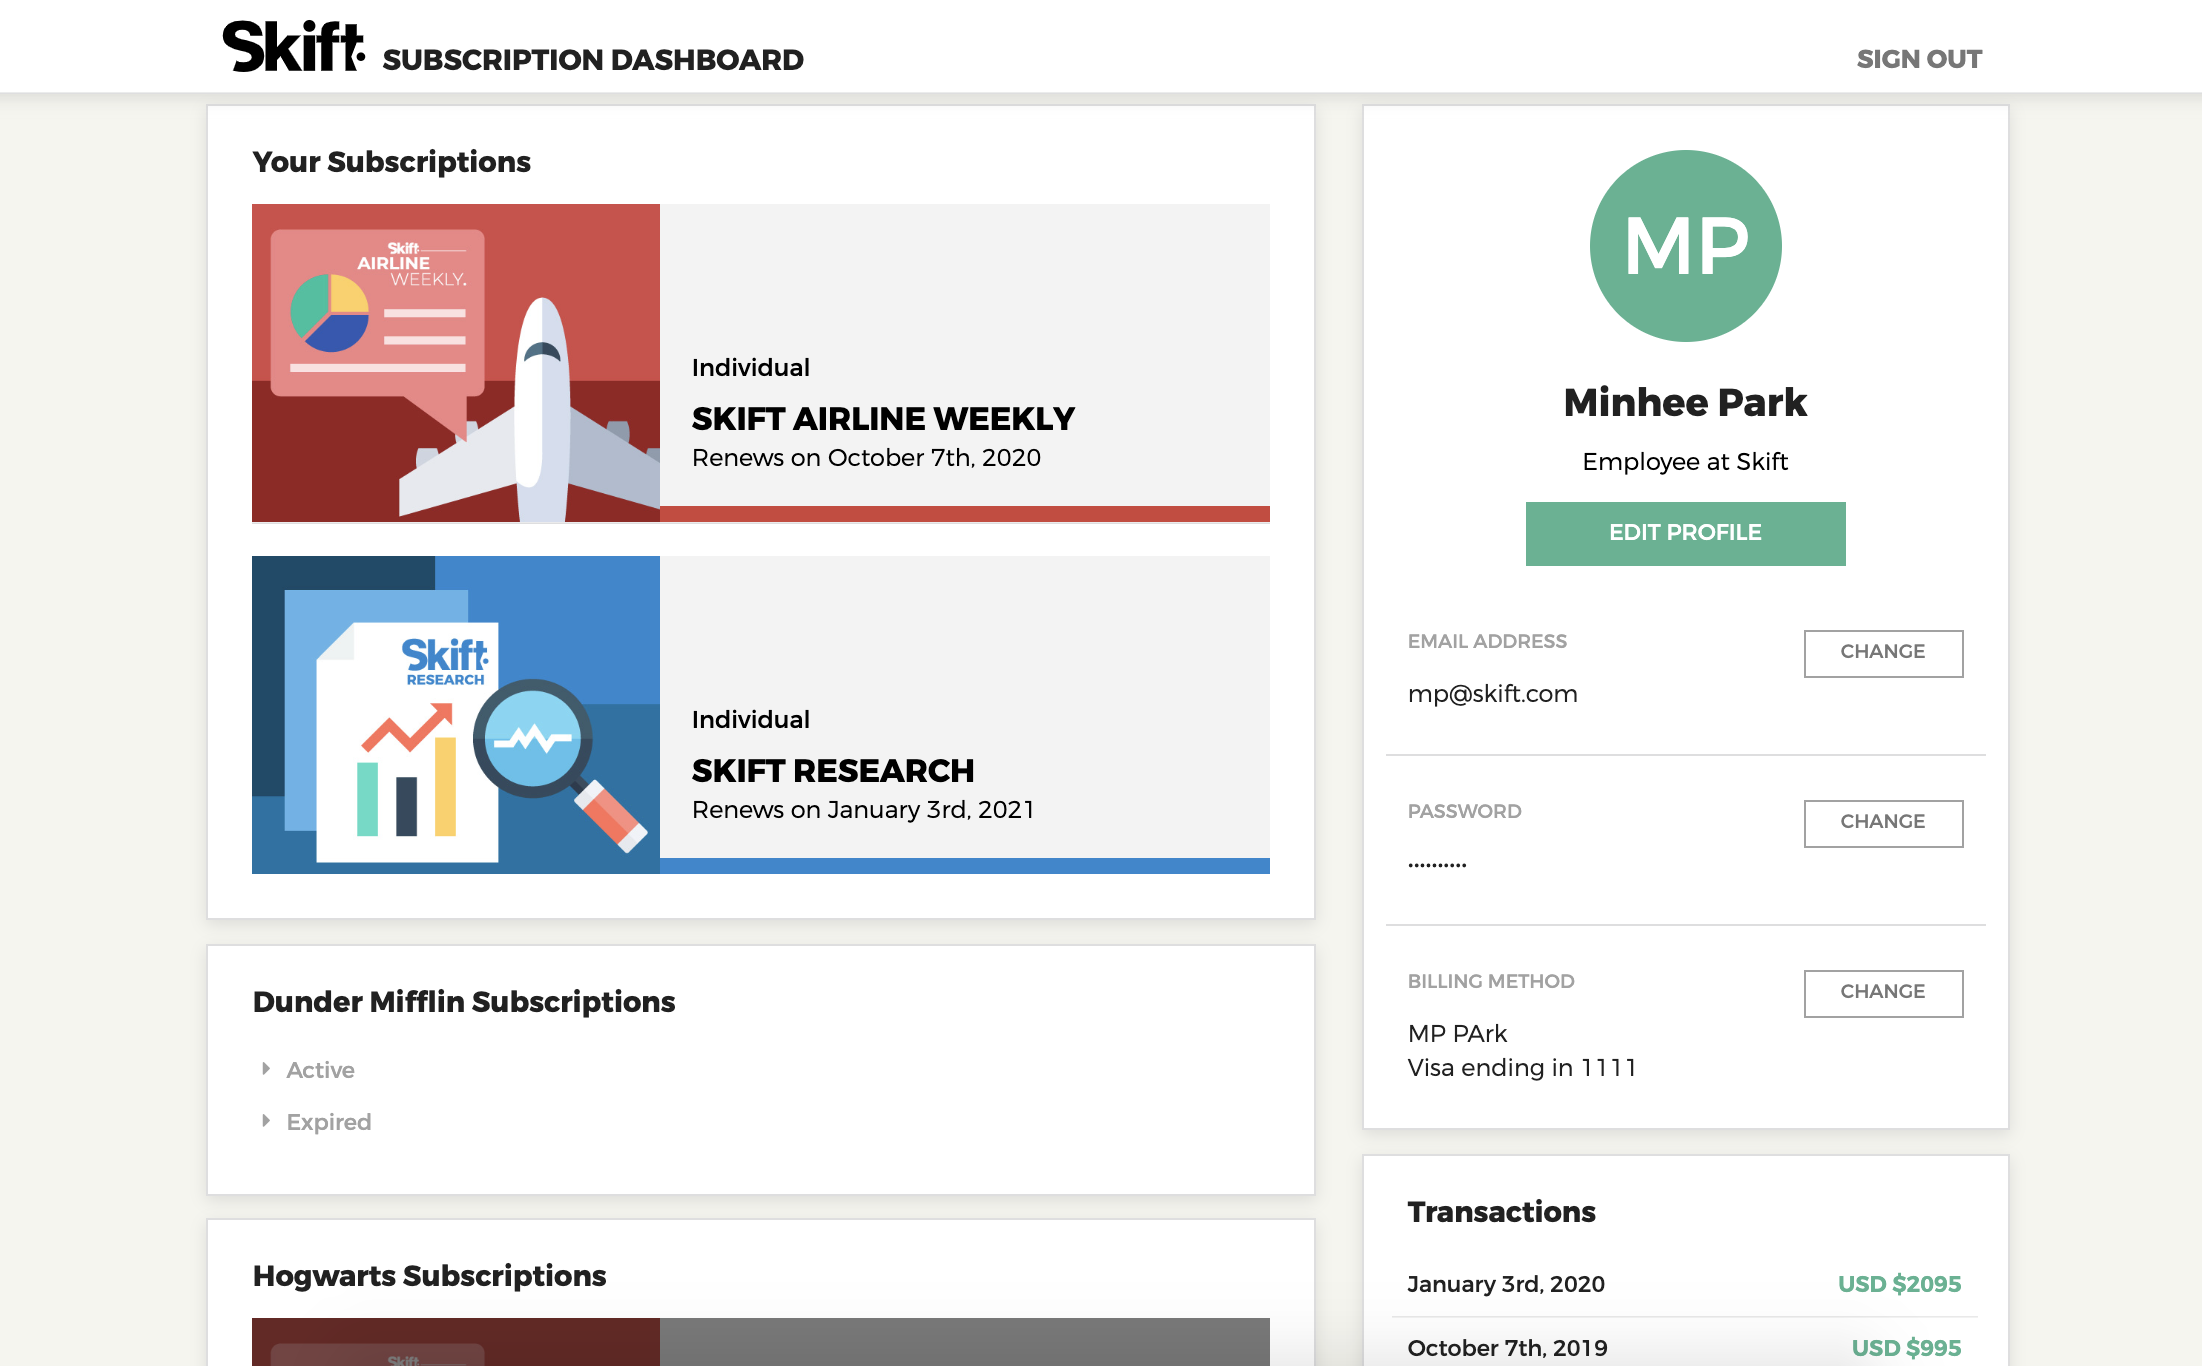 Skift
SUBSCRIPTION DASHBOARD
SIGN OUT
Your Subscriptions
Skift
AIRLINE
WEEKLY.
Individual
SKIFT AIRLINE WEEKLY
Renews on October 7th, 2020
Skift
RESEARCH
Individual
SKIFT RESEARCH
Renews on January 3rd, 2021
Dunder Mifflin Subscriptions
Active
Expired
Hogwarts Subscriptions
Skift
MP
Minhee Park
Employee at Skift
EDIT PROFILE
EMAIL ADDRESS
CHANGE
mp@skift.com
PASSWORD
CHANGE
••••••••••
BILLING METHOD
CHANGE
MP PArk
Visa ending in 1111
Transactions
January 3rd, 2020 USD $2095
October 7th, 2019 USD $995